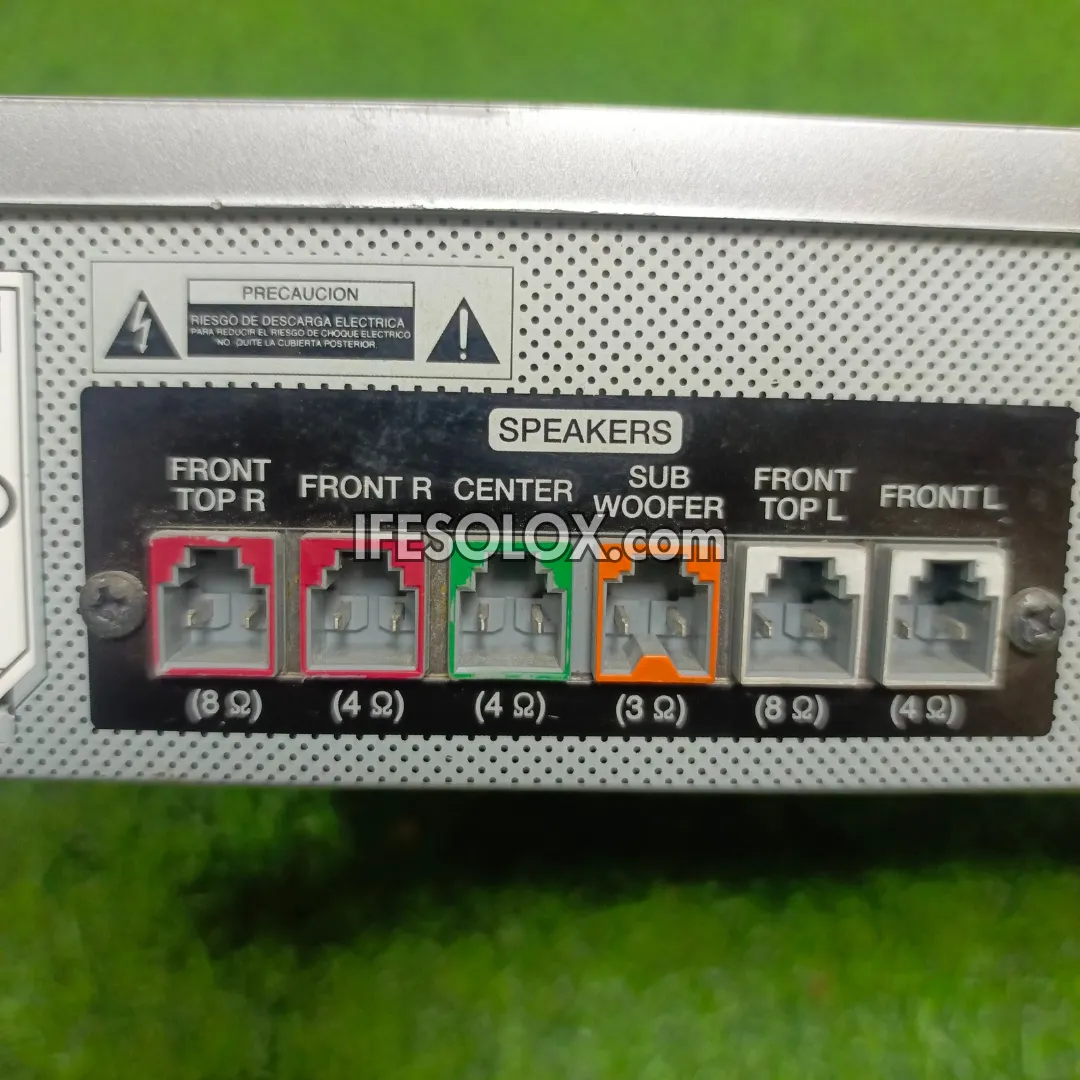 PRECAUCION
RIESGO DE DESCARGA ELECTRICA
PARA REDUCIR EL RIESGO DE CHOQUE ELECTRICO
NO QUITE LA CUBIERTA POSTERIOR
SPEAKERS
FRONT TOP R
FRONT R
CENTER
SUB WOOFER
FRONT TOP L
FRONT L
IFESOLOX.com
(8 Ω) (4 Ω) (4 Ω) (3 Ω) (8 Ω) (4 Ω)